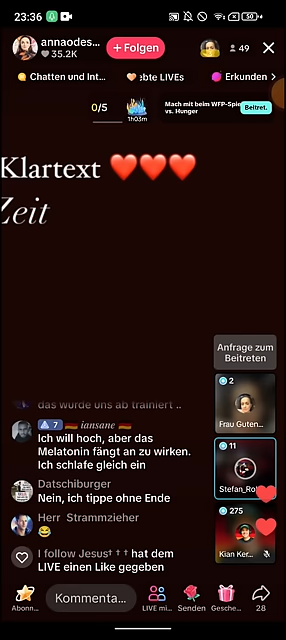 23:36
50
annaodes...
35.2K
+ Folgen
49
Chatten und Int...
ebte LIVEs
Erkunden
0/5
1h03m
Mach mit beim WFP-Spie
vs. Hunger
Beitret.
Klartext ❤️❤️❤️
Zeit
Anfrage zum
Beitreten
2
Frau Guten...
das wurde uns ab trainiert ..
7 🇩🇪 iansane 🇩🇪
Ich will hoch, aber das
Melatonin fängt an zu wirken.
Ich schlafe gleich ein
11
Stefan_Ro
Datschiburger
Nein, ich tippe ohne Ende
Herr Strammzieher
😂
275
Kian Ker...
I follow Jesus✝✝✝ hat dem
LIVE einen Like gegeben
Abonn...
Kommenta...
LIVE mi...
Senden
Gesche...
28